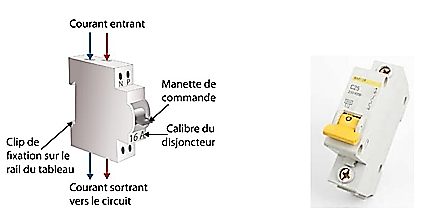 Courant entrant
N P
Manette de
commande
16 A
Calibre du
disjoncteur
Clip de
fixation sur le
rail du tableau
Courant sortrant
vers le circuit
C25